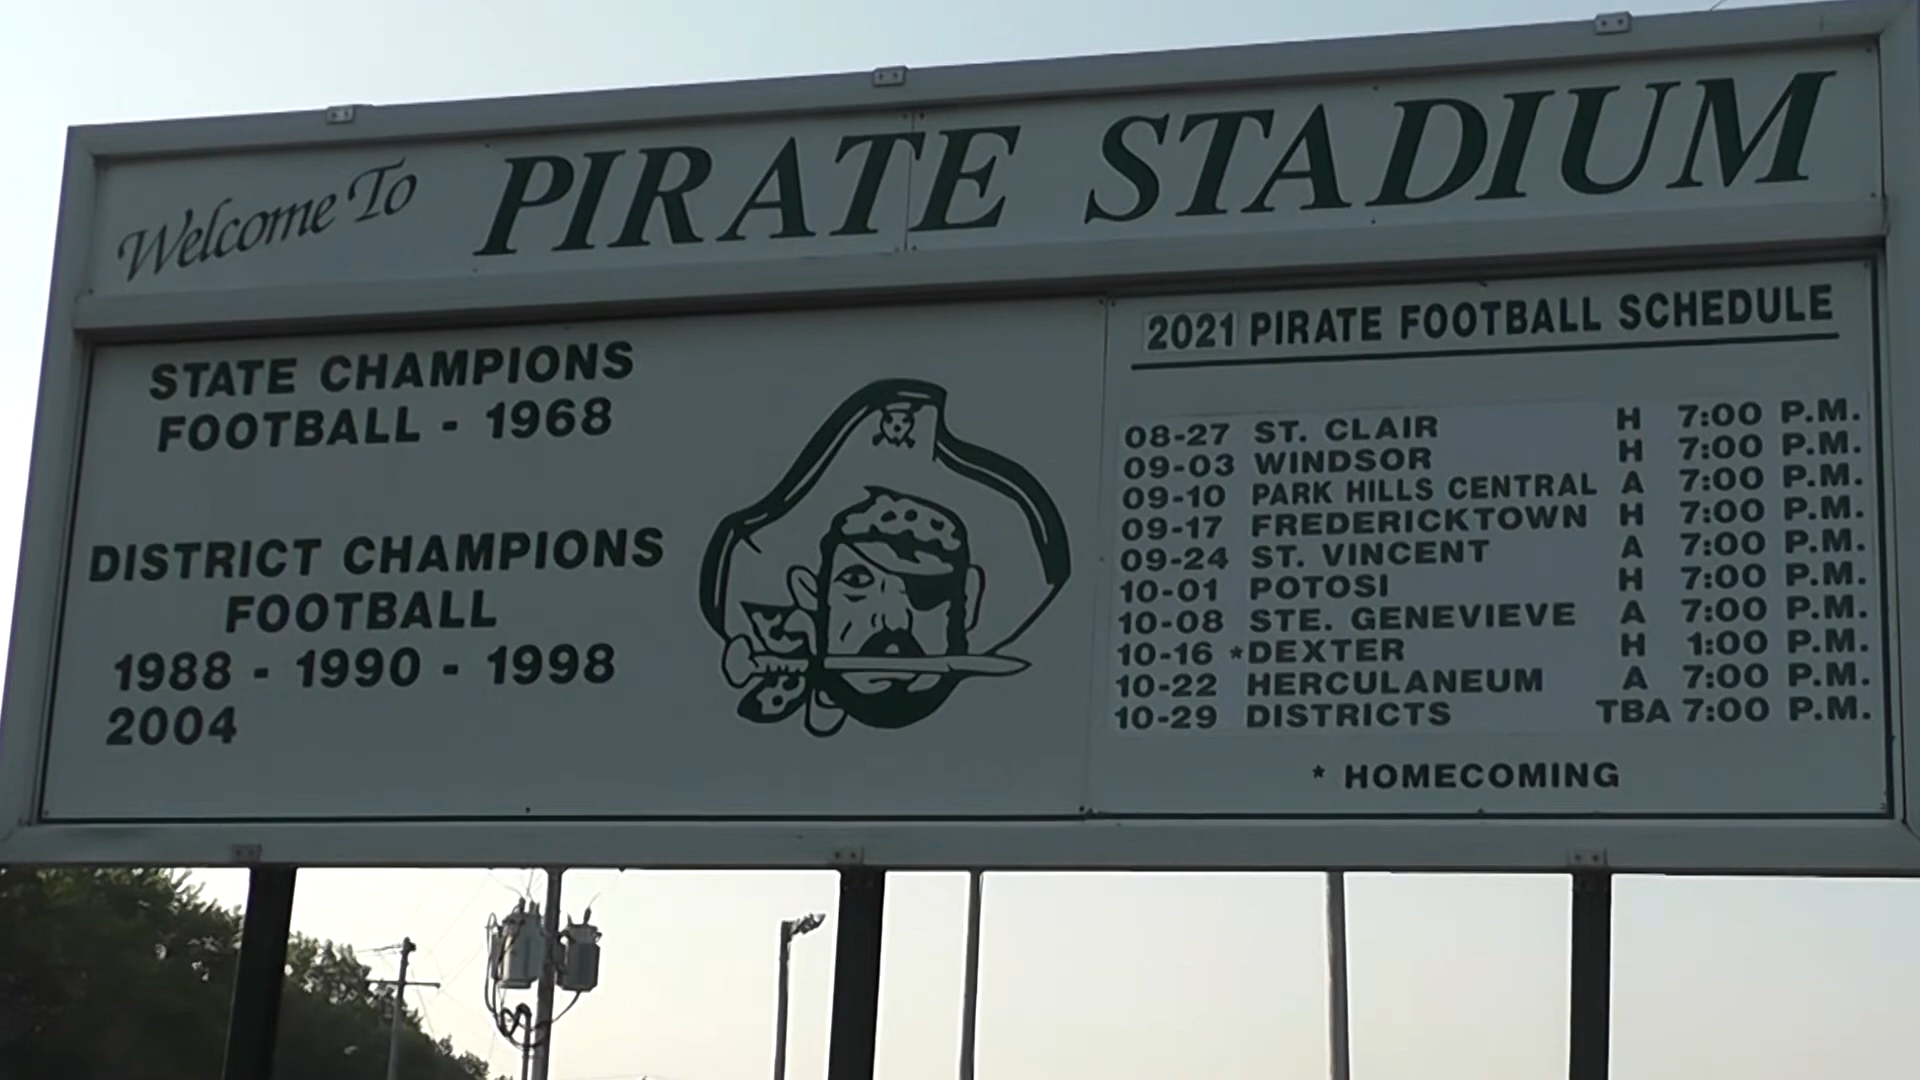 Welcome To PIRATE STADIUM
STATE CHAMPIONS
FOOTBALL - 1968
DISTRICT CHAMPIONS
FOOTBALL
1988 - 1990 - 1998
2004
2021 PIRATE FOOTBALL SCHEDULE
08-27 ST. CLAIR H 7:00 P.M.
09-03 WINDSOR H 7:00 P.M.
09-10 PARK HILLS CENTRAL A 7:00 P.M.
09-17 FREDERICKTOWN H 7:00 P.M.
09-24 ST. VINCENT A 7:00 P.M.
10-01 POTOSI H 7:00 P.M.
10-08 STE. GENEVIEVE A 7:00 P.M.
10-16 *DEXTER H 1:00 P.M.
10-22 HERCULANEUM A 7:00 P.M.
10-29 DISTRICTS TBA 7:00 P.M.
* HOMECOMING